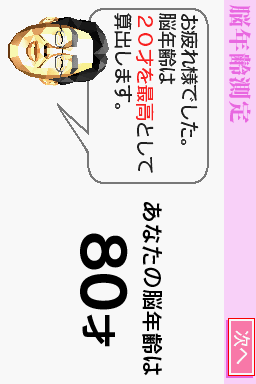 脳年齢測定
お疲れ様でした。
脳年齢は
20才を最高として
算出します。
あなたの脳年齢は
80才
次へ